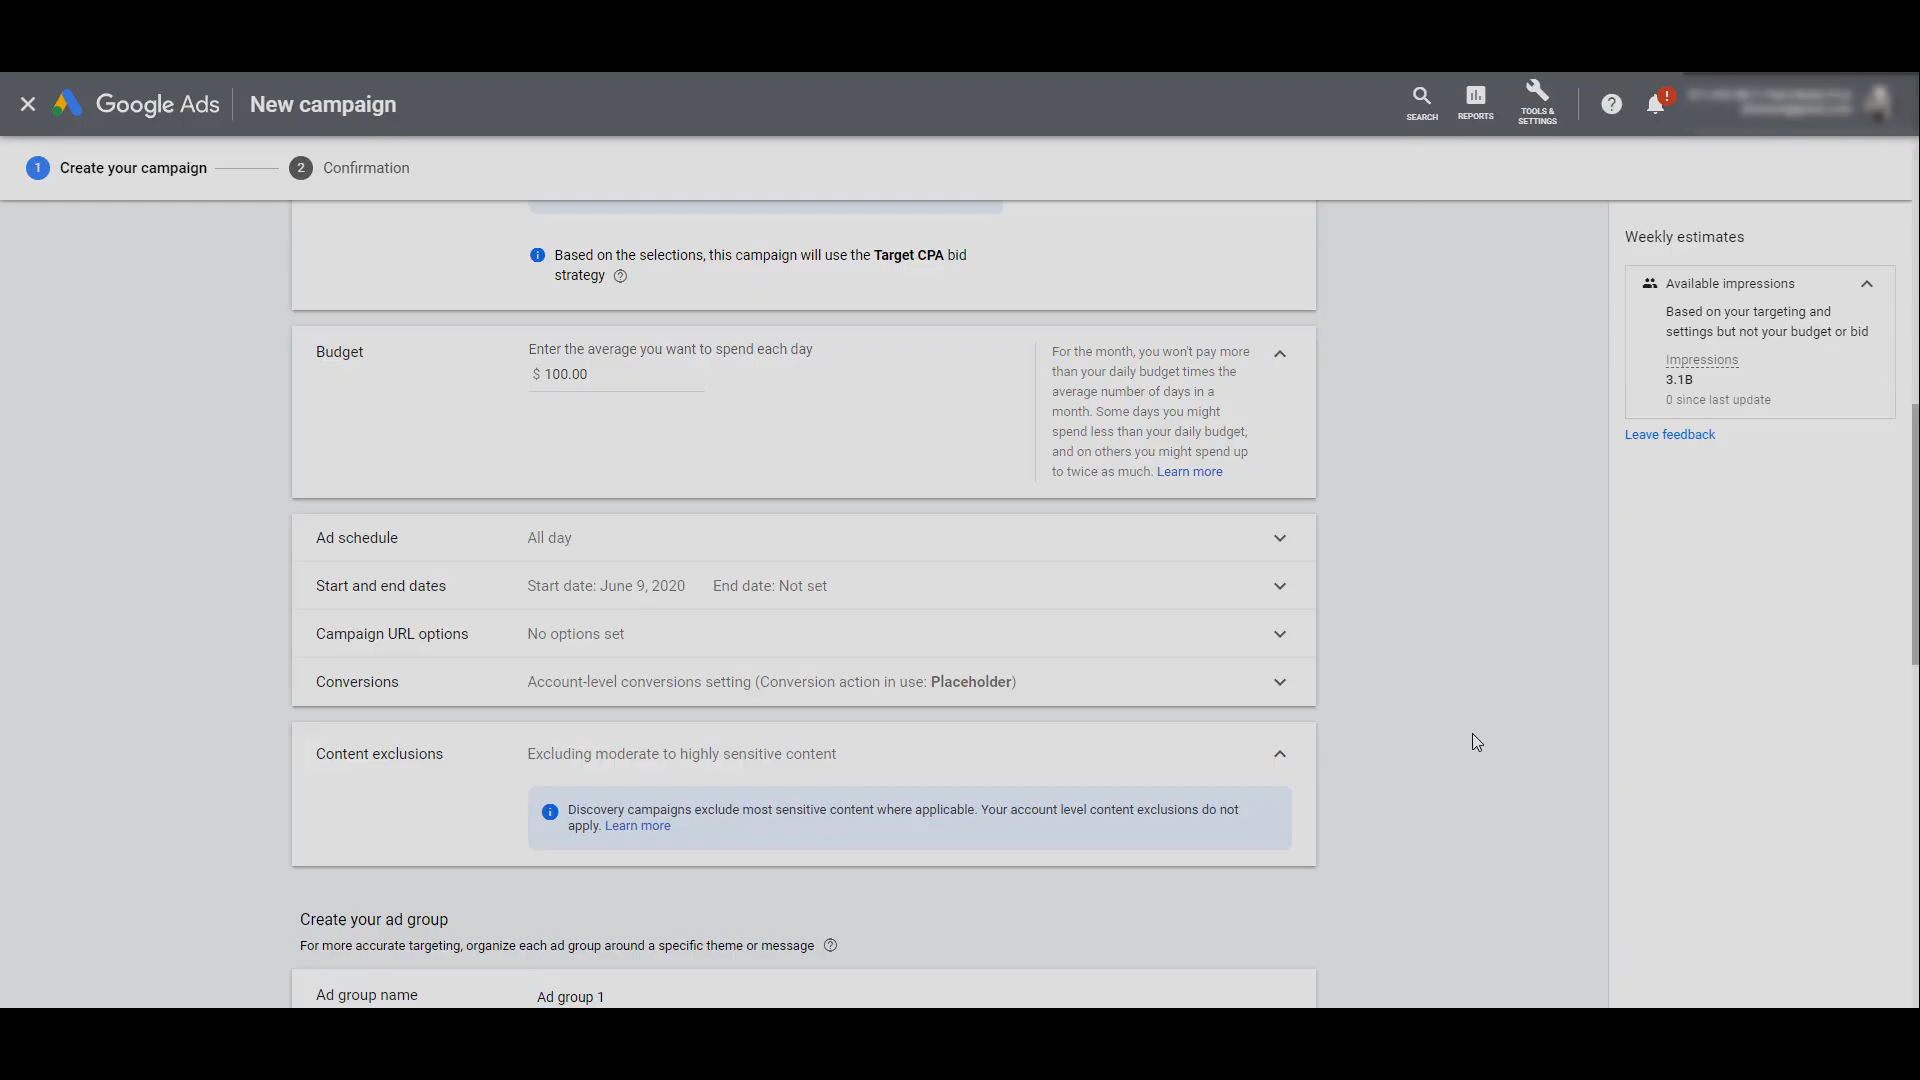 Google Ads
New campaign
SEARCH
REPORTS
TOOLS &
SETTINGS
!
1 Create your campaign
2 Confirmation
Based on the selections, this campaign will use the Target CPA bid
strategy
Budget
Enter the average you want to spend each day
$ 100.00
For the month, you won't pay more
than your daily budget times the
average number of days in a
month. Some days you might
spend less than your daily budget,
and on others you might spend up
to twice as much. Learn more
Ad schedule
All day
Start and end dates
Start date: June 9, 2020
End date: Not set
Campaign URL options
No options set
Conversions
Account-level conversions setting (Conversion action in use: Placeholder)
Content exclusions
Excluding moderate to highly sensitive content
Discovery campaigns exclude most sensitive content where applicable. Your account level content exclusions do not
apply. Learn more
Create your ad group
For more accurate targeting, organize each ad group around a specific theme or message
Ad group name
Ad group 1
Weekly estimates
Available impressions
Based on your targeting and
settings but not your budget or bid
Impressions
3.1B
0 since last update
Leave feedback